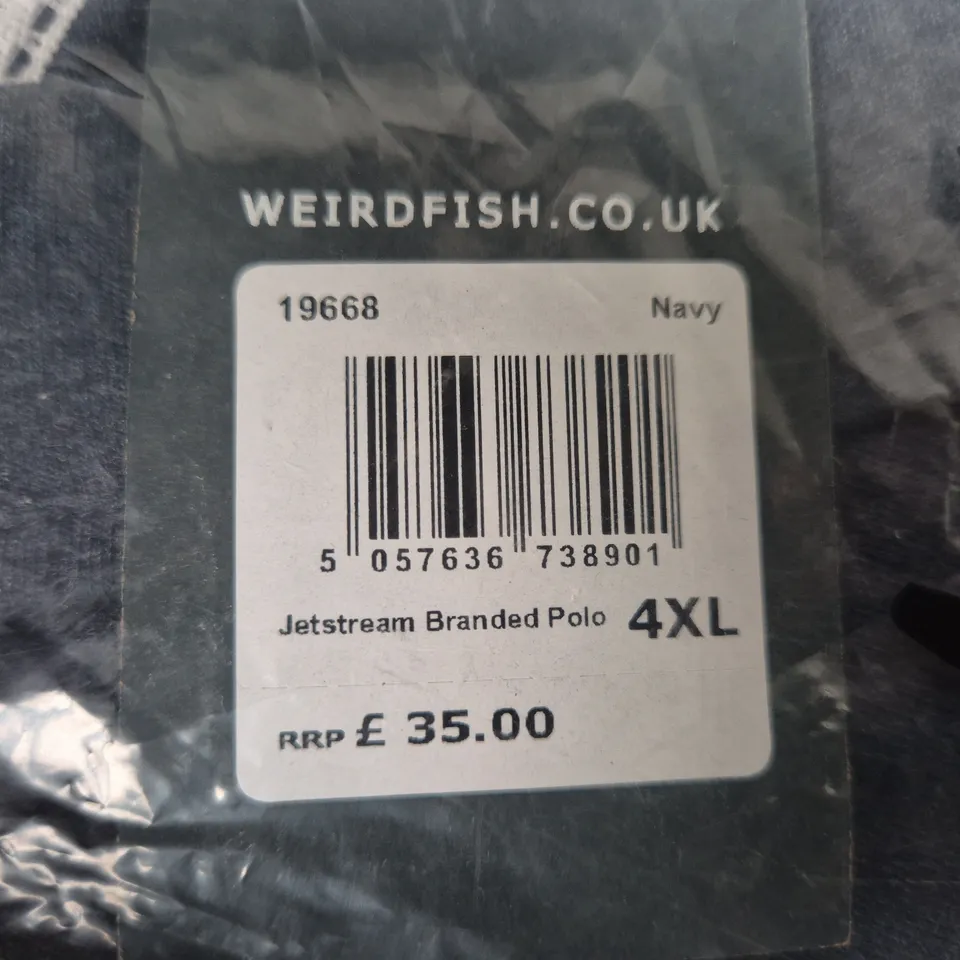 WEIRDFISH.CO.UK
19668 Navy
5 057636 738901
Jetstream Branded Polo 4XL
RRP £ 35.00